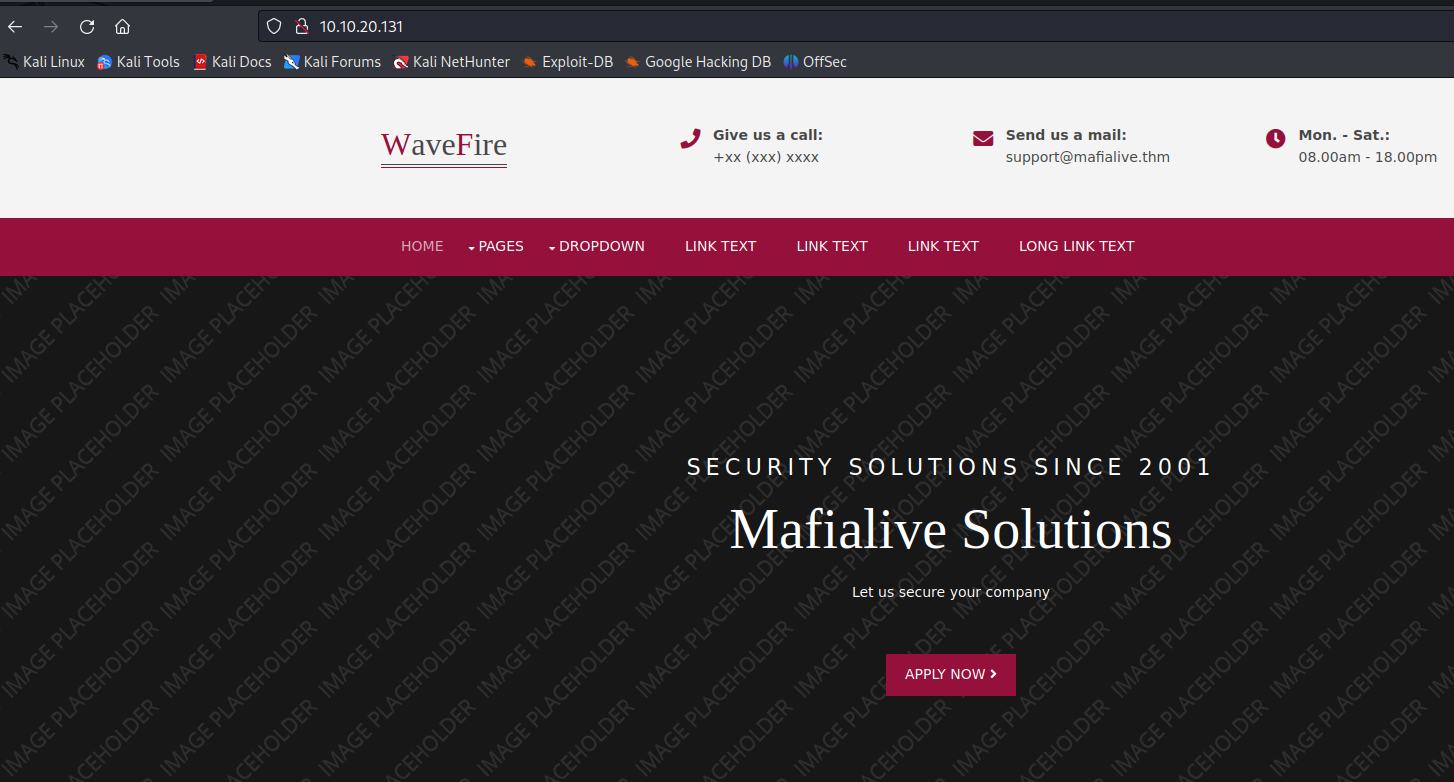 10.10.20.131
Kali Linux Kali Tools Kali Docs Kali Forums Kali NetHunter Exploit-DB Google Hacking DB OffSec
WaveFire
Give us a call:
+xx (xxx) xxxx
Send us a mail:
support@mafialive.thm
Mon. - Sat.:
08.00am - 18.00pm
HOME PAGES DROPDOWN LINK TEXT LINK TEXT LINK TEXT LONG LINK TEXT
IMAGE PLACEHOLDER
SECURITY SOLUTIONS SINCE 2001
Mafialive Solutions
Let us secure your company
APPLY NOW